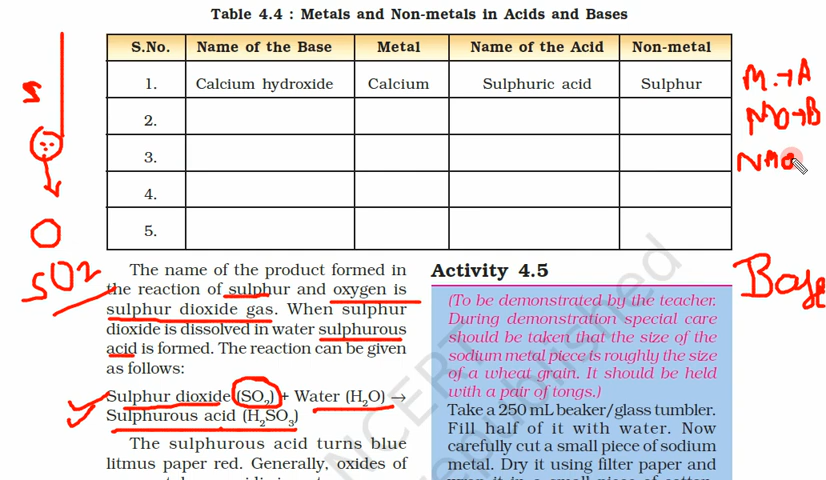 Table 4.4 : Metals and Non-metals in Acids and Bases
S.No. Name of the Base Metal Name of the Acid Non-metal
1. Calcium hydroxide Calcium Sulphuric acid Sulphur
2.
3.
4.
5.
S
O
SO2
M.→A
MO→B
NMO
Base
The name of the product formed in
the reaction of sulphur and oxygen is
sulphur dioxide gas. When sulphur
dioxide is dissolved in water sulphurous
acid is formed. The reaction can be given
as follows:
Sulphur dioxide (SO₂) + Water (H₂O) →
Sulphurous acid (H₂SO₃)
The sulphurous acid turns blue
litmus paper red. Generally, oxides of
Activity 4.5
(To be demonstrated by the teacher.
During demonstration special care
should be taken that the size of the
sodium metal piece is roughly the size
of a wheat grain. It should be held
with a pair of tongs.)
Take a 250 mL beaker/glass tumbler.
Fill half of it with water. Now
carefully cut a small piece of sodium
metal. Dry it using filter paper and
NCERT
republished